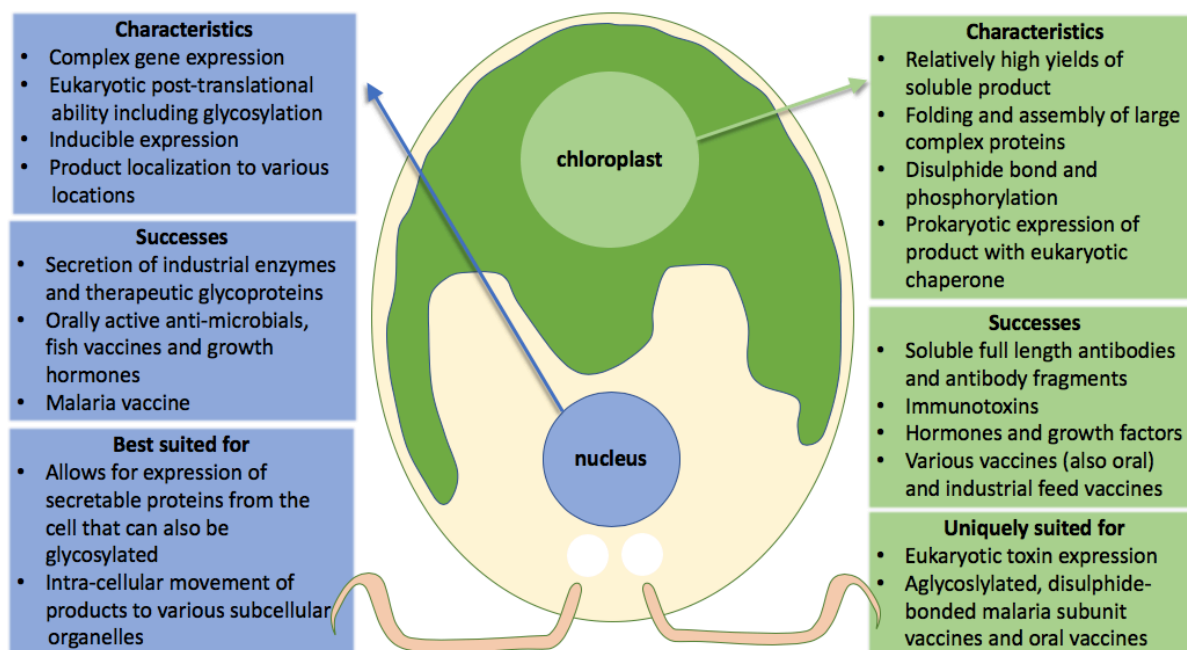 Characteristics
• Complex gene expression
• Eukaryotic post-translational
ability including glycosylation
• Inducible expression
• Product localization to various
locations
Successes
• Secretion of industrial enzymes
and therapeutic glycoproteins
• Orally active anti-microbials,
fish vaccines and growth
hormones
• Malaria vaccine
Best suited for
• Allows for expression of
secretable proteins from the
cell that can also be
glycosylated
• Intra-cellular movement of
products to various subcellular
organelles
chloroplast
nucleus
Characteristics
• Relatively high yields of
soluble product
• Folding and assembly of large
complex proteins
• Disulphide bond and
phosphorylation
• Prokaryotic expression of
product with eukaryotic
chaperone
Successes
• Soluble full length antibodies
and antibody fragments
• Immunotoxins
• Hormones and growth factors
• Various vaccines (also oral)
and industrial feed vaccines
Uniquely suited for
• Eukaryotic toxin expression
• Aglycoslylated, disulphide-
bonded malaria subunit
vaccines and oral vaccines